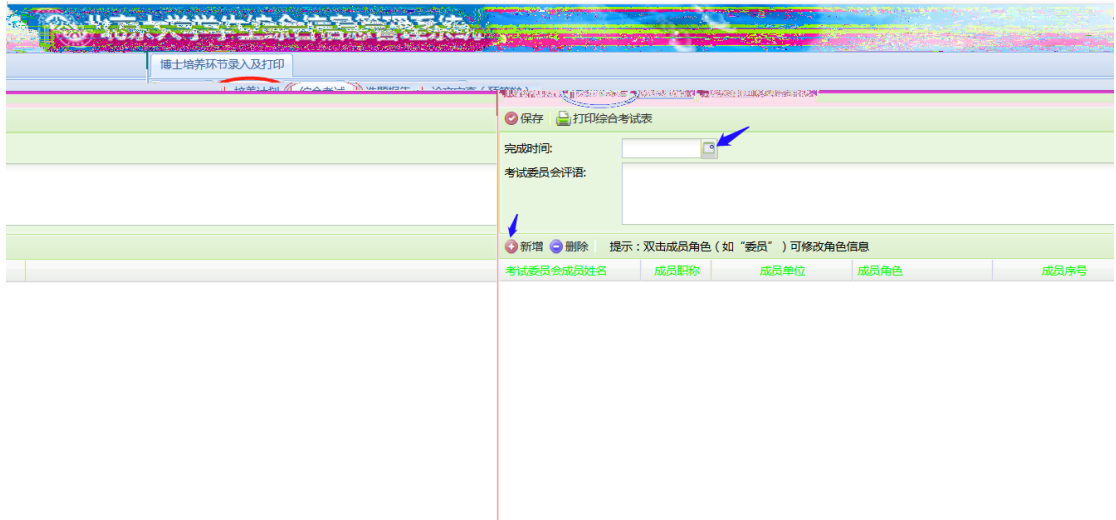 博士培养环节录入及打印
保存 打印综合考试表
完成时间:
考试委员会评语:
新增 删除 提示：双击成员角色（如“委员”）可修改角色信息
考试委员会成员姓名 成员职称 成员单位 成员角色 成员序号